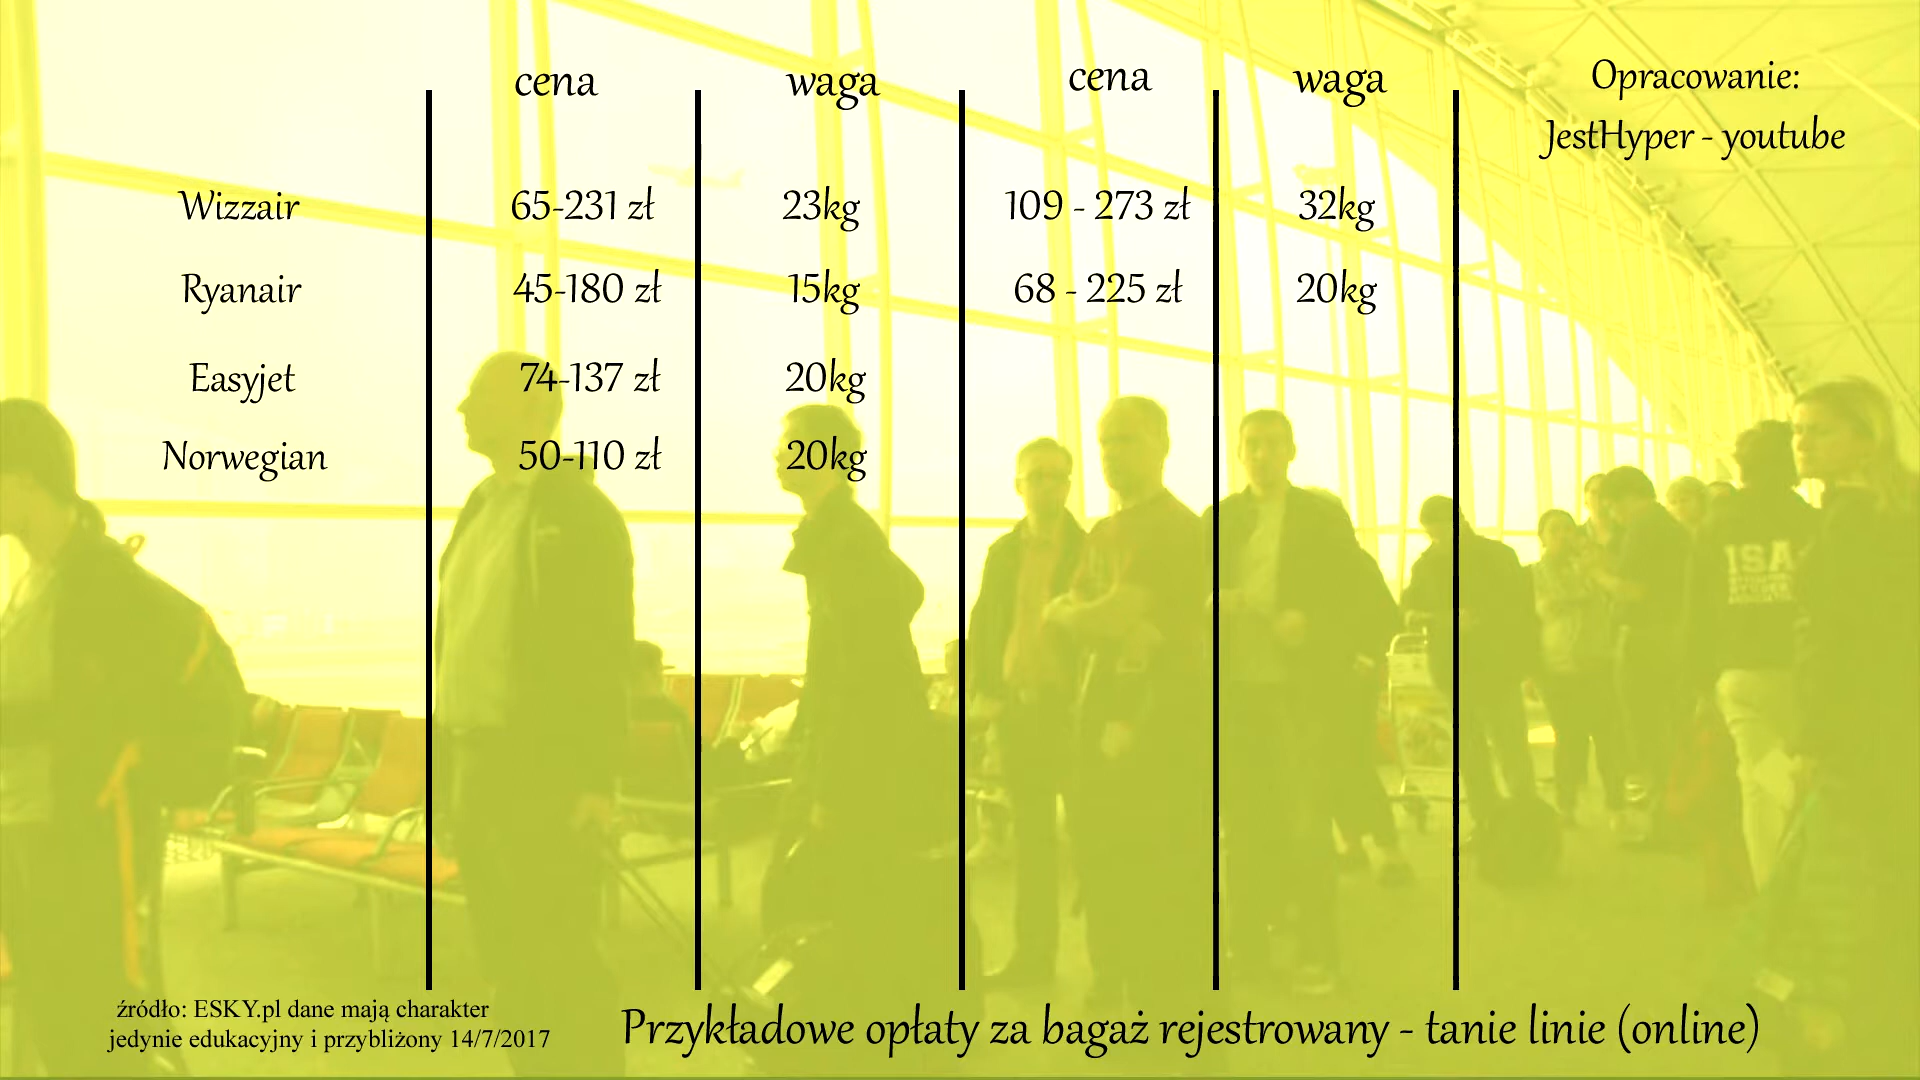 cena waga cena waga
Opracowanie:
JestHyper - youtube
Wizzair 65-231 zł 23kg 109 - 273 zł 32kg
Ryanair 45-180 zł 15kg 68 - 225 zł 20kg
Easyjet 74-137 zł 20kg
Norwegian 50-110 zł 20kg
ISA
źródło: ESKY.pl dane mają charakter
jedynie edukacyjny i przybliżony 14/7/2017
Przykładowe opłaty za bagaż rejestrowany - tanie linie (online)